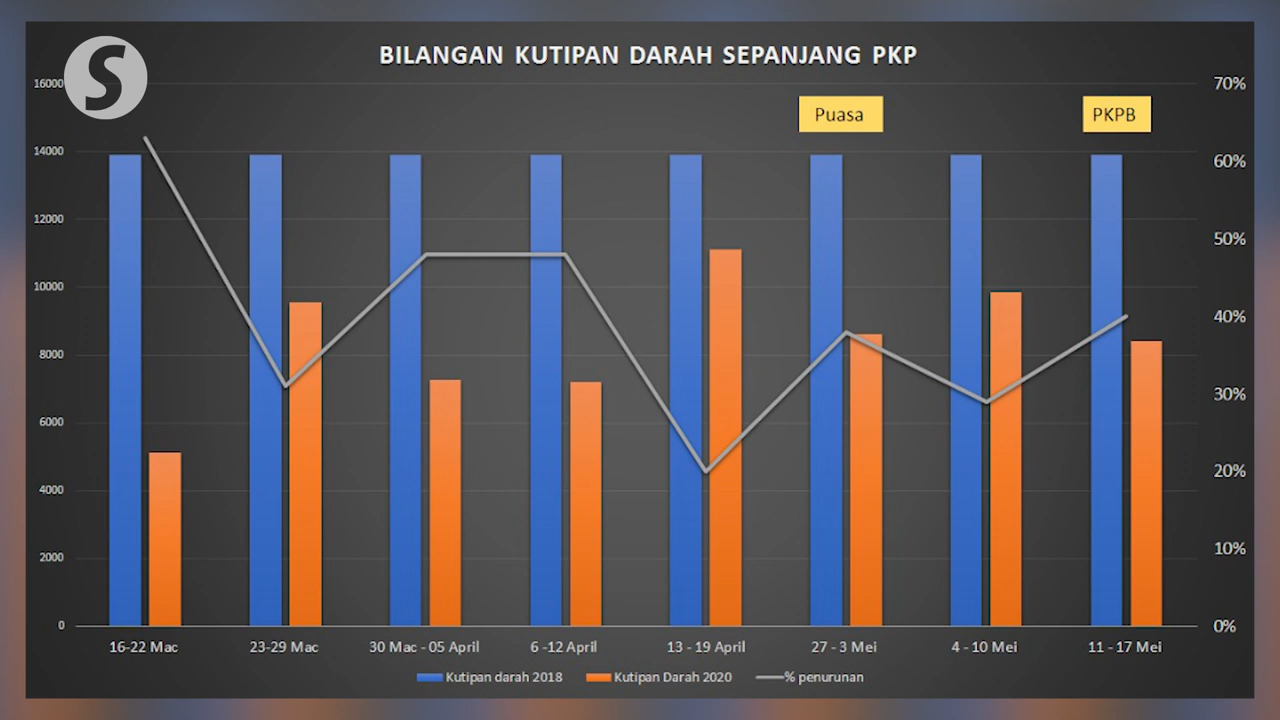 BILANGAN KUTIPAN DARAH SEPANJANG PKP
S
16000
14000
12000
10000
8000
6000
4000
2000
0
70%
60%
50%
40%
30%
20%
10%
0%
Puasa
PKPB
16-22 Mac
23-29 Mac
30 Mac - 05 April
6 -12 April
13 - 19 April
27 - 3 Mei
4 - 10 Mei
11 - 17 Mei
Kutipan darah 2018
Kutipan Darah 2020
% penurunan